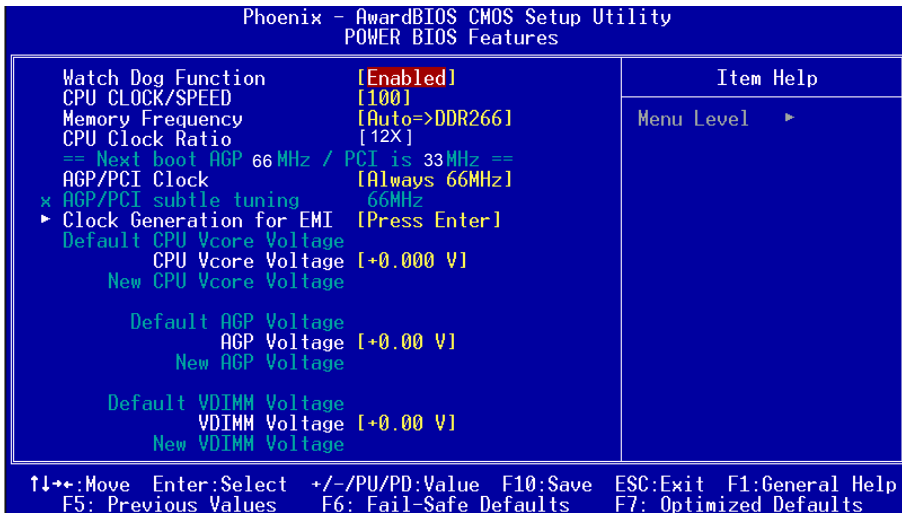 Phoenix - AwardBIOS CMOS Setup Utility
POWER BIOS Features
Watch Dog Function [Enabled]
CPU CLOCK/SPEED [100]
Memory Frequency [Auto=>DDR266]
CPU Clock Ratio [12X]
== Next boot AGP 66 MHz / PCI is 33 MHz ==
AGP/PCI Clock [Always 66MHz]
x AGP/PCI subtle tuning 66MHz
► Clock Generation for EMI [Press Enter]
Default CPU Vcore Voltage
CPU Vcore Voltage [+0.000 V]
New CPU Vcore Voltage
Default AGP Voltage
AGP Voltage [+0.00 V]
New AGP Voltage
Default VDIMM Voltage
VDIMM Voltage [+0.00 V]
New VDIMM Voltage
Item Help
Menu Level ►
↑↓→←:Move Enter:Select +/-/PU/PD:Value F10:Save ESC:Exit F1:General Help
F5: Previous Values F6: Fail-Safe Defaults F7: Optimized Defaults